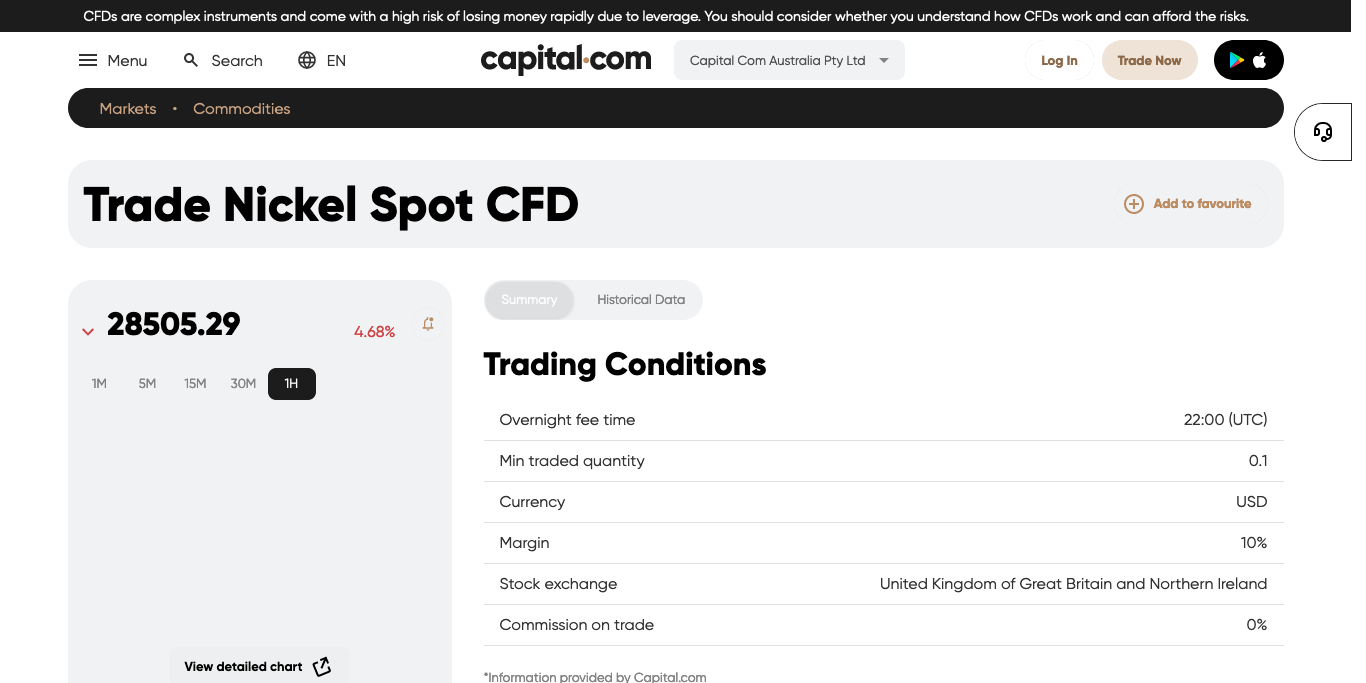 CFDs are complex instruments and come with a high risk of losing money rapidly due to leverage. You should consider whether you understand how CFDs work and can afford the risks.
Menu Search EN capital.com Capital Com Australia Pty Ltd Log In Trade Now
Markets • Commodities
Trade Nickel Spot CFD
Add to favourite
28505.29
4.68%
1M 5M 15M 30M 1H
View detailed chart
Summary Historical Data
Trading Conditions
Overnight fee time 22:00 (UTC)
Min traded quantity 0.1
Currency USD
Margin 10%
Stock exchange United Kingdom of Great Britain and Northern Ireland
Commission on trade 0%
*Information provided by Capital.com